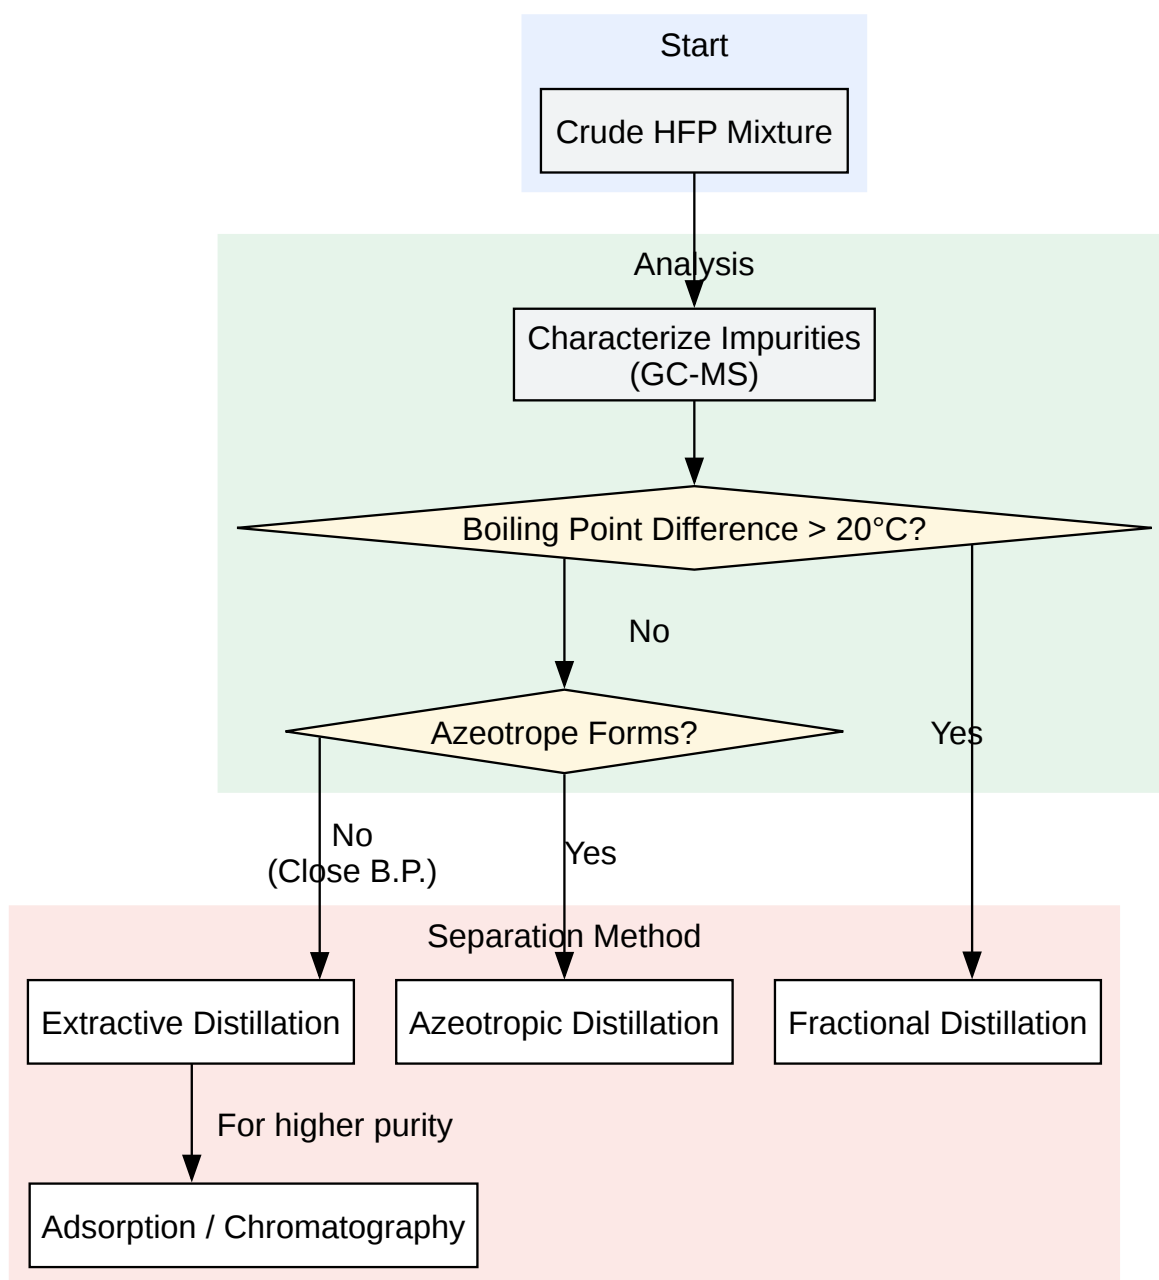 Start
Crude HFP Mixture
Analysis
Characterize Impurities
(GC-MS)
Boiling Point Difference > 20°C?
No
Azeotrope Forms?
Yes
No
(Close B.P.)
Yes
Separation Method
Extractive Distillation
Azeotropic Distillation
Fractional Distillation
For higher purity
Adsorption / Chromatography